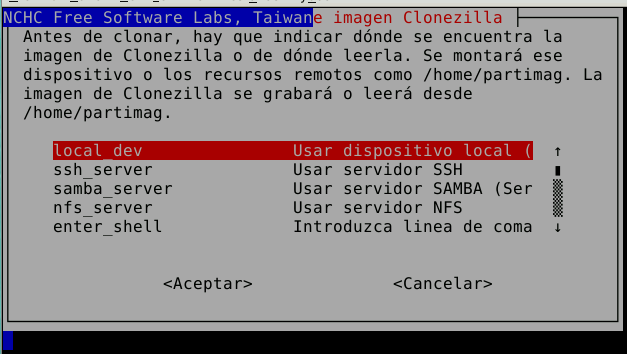 NCHC Free Software Labs, Taiwane imagen Clonezilla
Antes de clonar, hay que indicar dónde se encuentra la
imagen de Clonezilla o de dónde leerla. Se montará ese
dispositivo o los recursos remotos como /home/partimag. La
imagen de Clonezilla se grabará o leerá desde
/home/partimag.
local_dev Usar dispositivo local (
ssh_server Usar servidor SSH
samba_server Usar servidor SAMBA (Ser
nfs_server Usar servidor NFS
enter_shell Introduzca linea de coma
<Aceptar> <Cancelar>